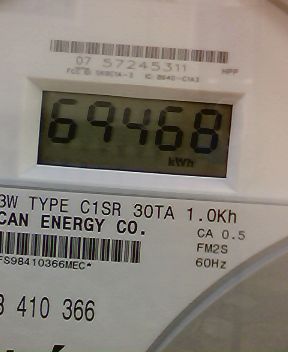 07 57245311
HPP
69468
kWh
3W TYPE C1SR 30TA 1.0Kh
CAN ENERGY CO.
CA 0.5
FM2S
FS98410366MEC*
60Hz
3 410 366